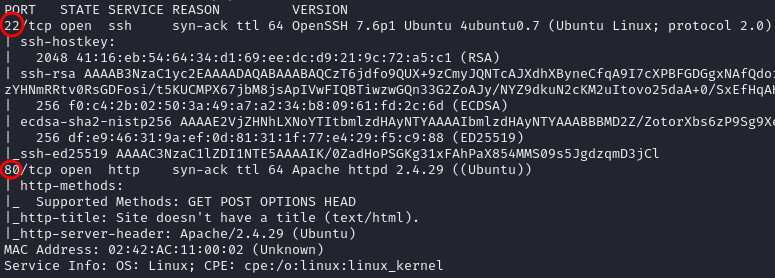 PORT   STATE SERVICE REASON         VERSION
22/tcp open  ssh     syn-ack ttl 64 OpenSSH 7.6p1 Ubuntu 4ubuntu0.7 (Ubuntu Linux; protocol 2.0)
| ssh-hostkey:
|   2048 41:16:eb:54:64:34:d1:69:ee:dc:d9:21:9c:72:a5:c1 (RSA)
| ssh-rsa AAAAB3NzaC1yc2EAAAADAQABAAABAQCzT6jdfo9QUX+9zCmyJQNTcAJXdhXByneCfqA9I7cXPBFGDGgxNAfQdoi
zYHNmRRtv0RsGDFosi/t5KUCMPX67jbM8jsApIVwFIQBTiwzwGQn33G2ZoAJy/NYZ9dkuN2cKM2uItovo25daA+0/SxEfHqAH
|   256 f0:c4:2b:02:50:3a:49:a7:a2:34:b8:09:61:fd:2c:6d (ECDSA)
| ecdsa-sha2-nistp256 AAAAE2VjZHNhLXNoYTItbmlzdHAyNTYAAAAIbmlzdHAyNTYAAABBBMD2Z/ZotorXbs6zP9Sg9Xe
|   256 df:e9:46:31:9a:ef:0d:81:31:1f:77:e4:29:f5:c9:88 (ED25519)
|_ssh-ed25519 AAAAC3NzaC1lZDI1NTE5AAAAIK/0ZadHoPSGKg31xFAhPaX854MMS09s5JgdzqmD3jCl
80/tcp open  http    syn-ack ttl 64 Apache httpd 2.4.29 ((Ubuntu))
| http-methods:
|_  Supported Methods: GET POST OPTIONS HEAD
|_http-title: Site doesn't have a title (text/html).
|_http-server-header: Apache/2.4.29 (Ubuntu)
MAC Address: 02:42:AC:11:00:02 (Unknown)
Service Info: OS: Linux; CPE: cpe:/o:linux:linux_kernel